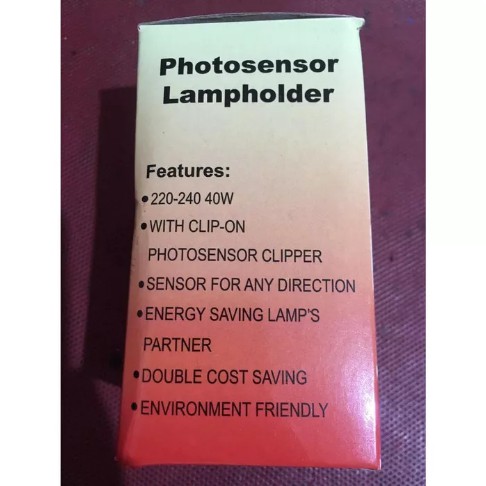 Photosensor
Lampholder
Features:
•220-240 40W
•WITH CLIP-ON
PHOTOSENSOR CLIPPER
•SENSOR FOR ANY DIRECTION
•ENERGY SAVING LAMP'S
PARTNER
•DOUBLE COST SAVING
•ENVIRONMENT FRIENDLY